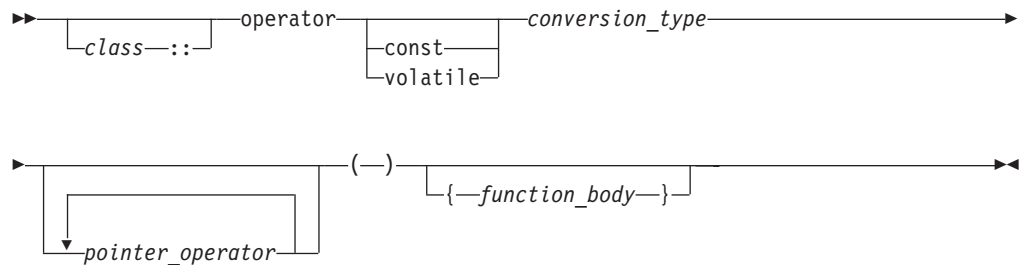 operator conversion_type
class :: const
volatile
( )
{ function_body }
pointer_operator